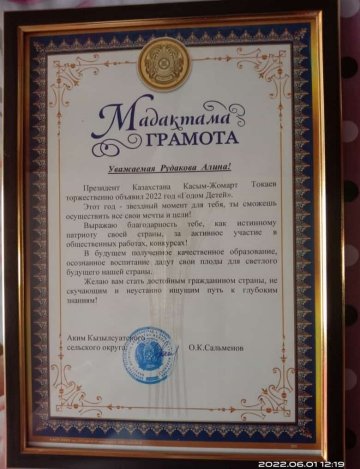 Мадақтама
ГРАМОТА
Уважаемая Рудакова Алина!
Президент Казахстана Касым-Жомарт Токаев
торжественно объявил 2022 год «Годом Детей».
Этот год - звездный момент для тебя, ты сможешь
осуществить все свои мечты и цели!
Выражаю благодарность тебе, как истинному
патриоту своей страны, за активное участие в
общественных работах, конкурсах!
В будущем полученное качественное образование,
осознанное воспитание дадут свои плоды для светлого
будущего нашей страны.
Желаю вам стать достойным гражданином страны, не
скучающим и неустанно ищущим путь к глубоким
знаниям!
Аким Кызылсуатского
сельского округа
О.К.Сальменов
2022.06.01 12:19